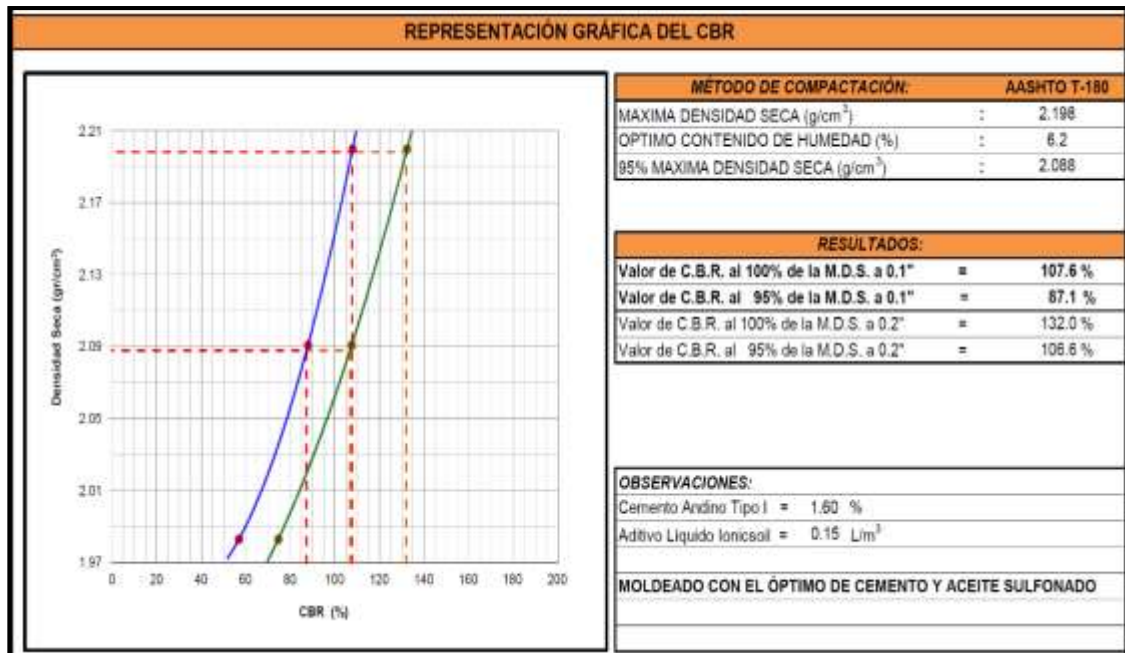 REPRESENTACIÓN GRÁFICA DEL CBR
MÉTODO DE COMPACTACIÓN: AASHTO T-180
MAXIMA DENSIDAD SECA (g/cm³) : 2.198
OPTIMO CONTENIDO DE HUMEDAD (%) : 6.2
95% MAXIMA DENSIDAD SECA (g/cm³) : 2.088
RESULTADOS:
Valor de C.B.R. al 100% de la M.D.S. a 0.1" = 107.6 %
Valor de C.B.R. al 95% de la M.D.S. a 0.1" = 87.1 %
Valor de C.B.R. al 100% de la M.D.S. a 0.2" = 132.0 %
Valor de C.B.R. al 95% de la M.D.S. a 0.2" = 106.6 %
OBSERVACIONES:
Cemento Andino Tipo I = 1.60 %
Aditivo Liquido Ionicsoil = 0.15 L/m³
MOLDEADO CON EL ÓPTIMO DE CEMENTO Y ACEITE SULFONADO
Densidad Seca (gr/cm³)
2.21
2.17
2.13
2.09
2.05
2.01
1.97
0 20 40 60 80 100 120 140 160 180 200
CBR (%)